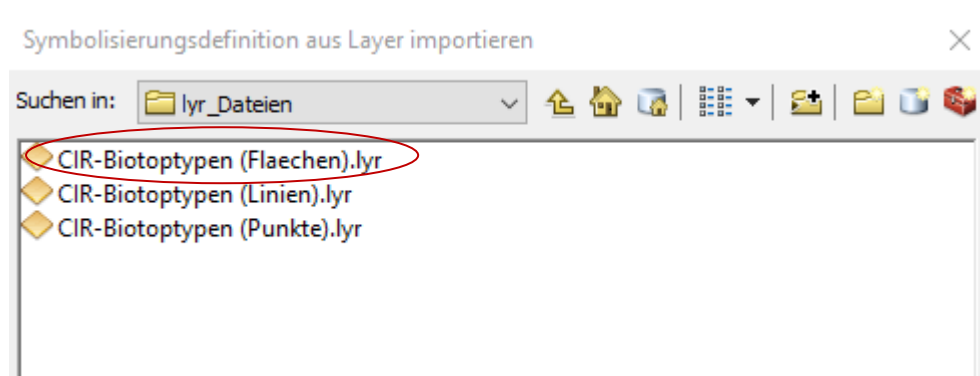 Symbolisierungsdefinition aus Layer importieren
Suchen in: lyr_Dateien
CIR-Biotoptypen (Flaechen).lyr
CIR-Biotoptypen (Linien).lyr
CIR-Biotoptypen (Punkte).lyr